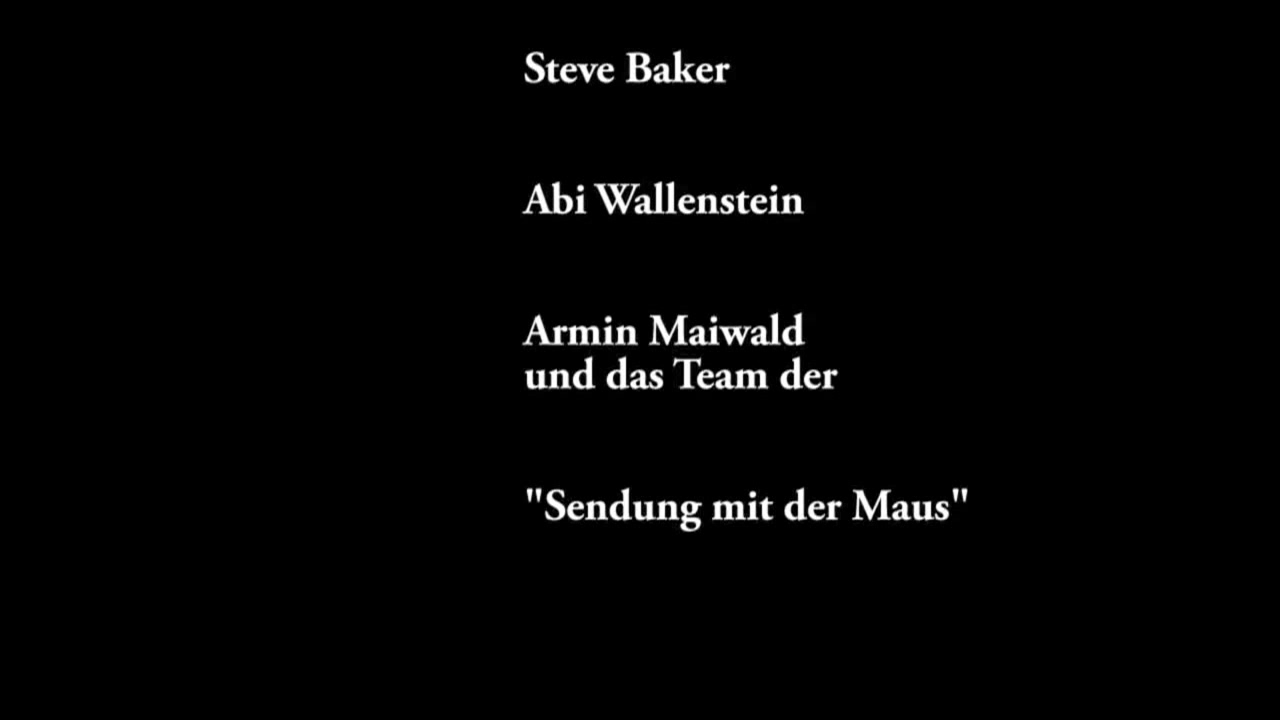 Steve Baker
Abi Wallenstein
Armin Maiwald
und das Team der
"Sendung mit der Maus"